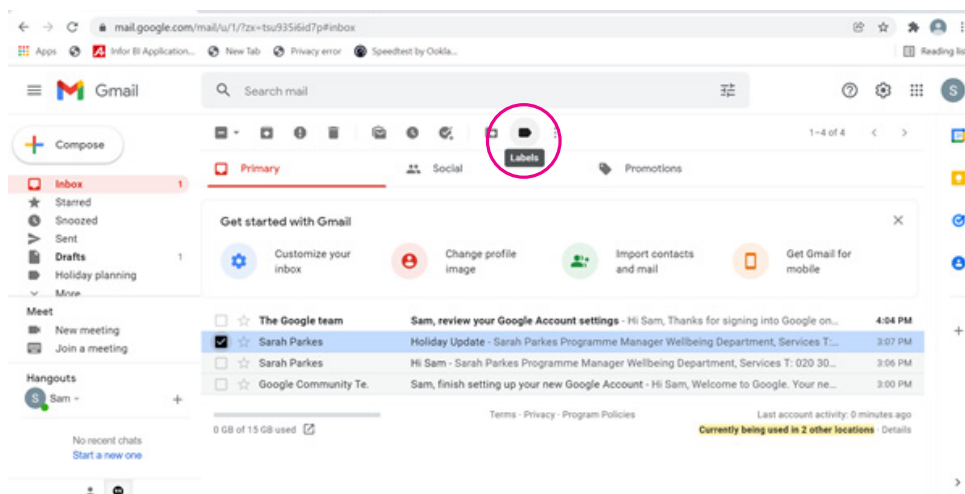 mail.google.com/mail/u/1/?zx=tsu935i6id7p#inbox
Apps Infor BI Application... New Tab Privacy error Speedtest by Ookla... Reading lis
Gmail Search mail S
Compose 1–4 of 4
Labels
Primary Social Promotions
Inbox 1
Starred
Snoozed
Sent
Drafts 1
Holiday planning
More
Get started with Gmail
Customize your inbox
Change profile image
Import contacts and mail
Get Gmail for mobile
Meet
New meeting
Join a meeting
Hangouts
S Sam
No recent chats
Start a new one
The Google team Sam, review your Google Account settings - Hi Sam, Thanks for signing into Google on... 4:04 PM
Sarah Parkes Holiday Update - Sarah Parkes Programme Manager Wellbeing Department, Services T:... 3:07 PM
Sarah Parkes Hi Sam - Sarah Parkes Programme Manager Wellbeing Department, Services T: 020 30... 3:06 PM
Google Community Te. Sam, finish setting up your new Google Account - Hi Sam, Welcome to Google. Your ne... 3:00 PM
0 GB of 15 GB used
Terms · Privacy · Program Policies
Last account activity: 0 minutes ago
Currently being used in 2 other locations · Details